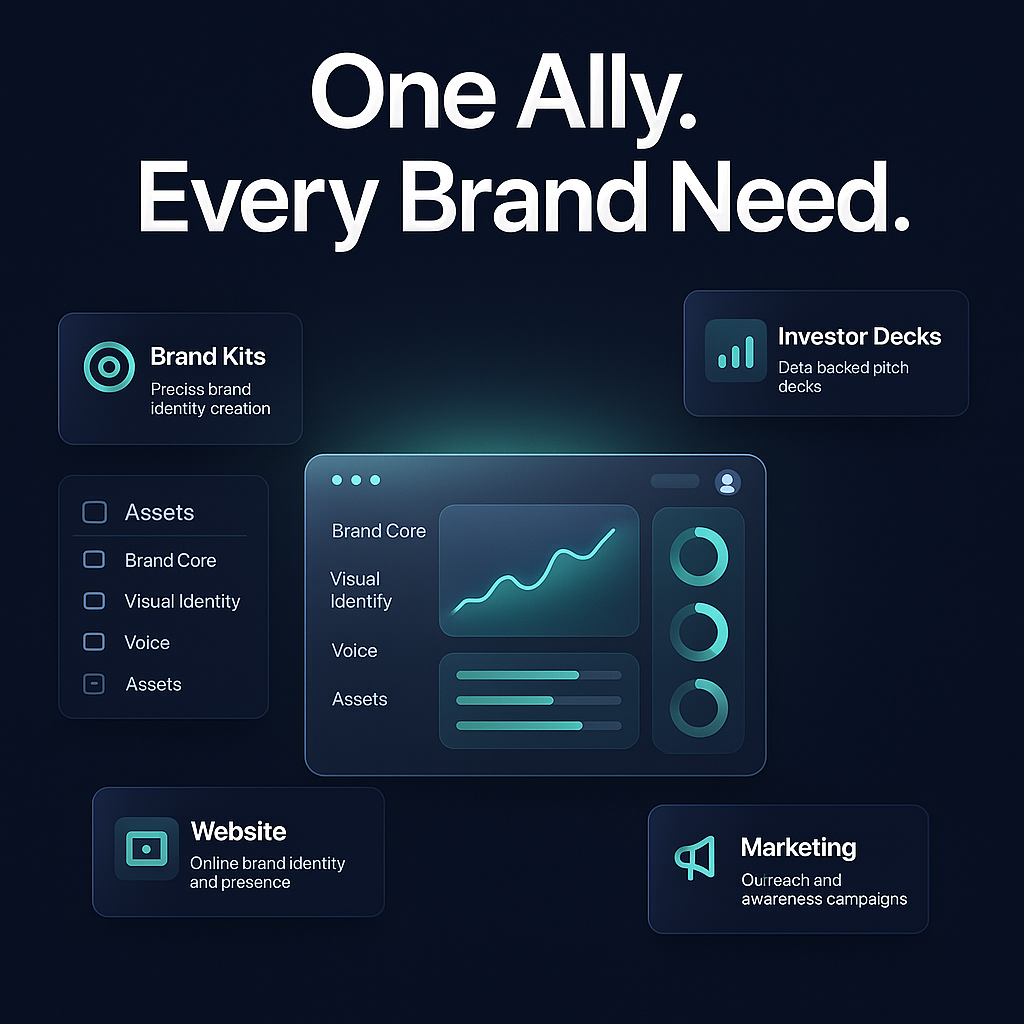 One Ally.
Every Brand Need.
Brand Kits
Preciss brand
identity creation
Investor Decks
Deta backed pitch
decks
Assets
Brand Core
Visual Identity
Voice
Assets
Brand Core
Visual
Identify
Voice
Assets
Website
Online brand identity
and presence
Marketing
Ourreach and
awareness campaigns